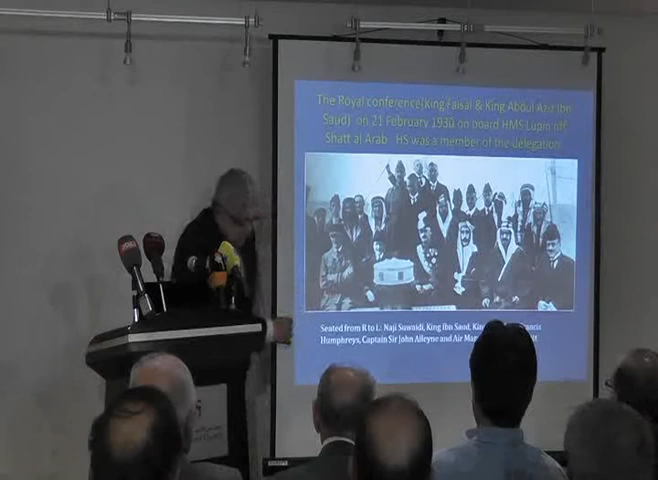 The Royal conference(King Faisal & King Abdul Aziz Ibn
Saud) on 21 February 1930 on board HMS Lupin off
Shatt al Arab HS was a member of the delegation
Seated from R to L: Naji Suwaidi, King Ibn Saud,
Humphreys, Captain Sir John Alleyne and Air